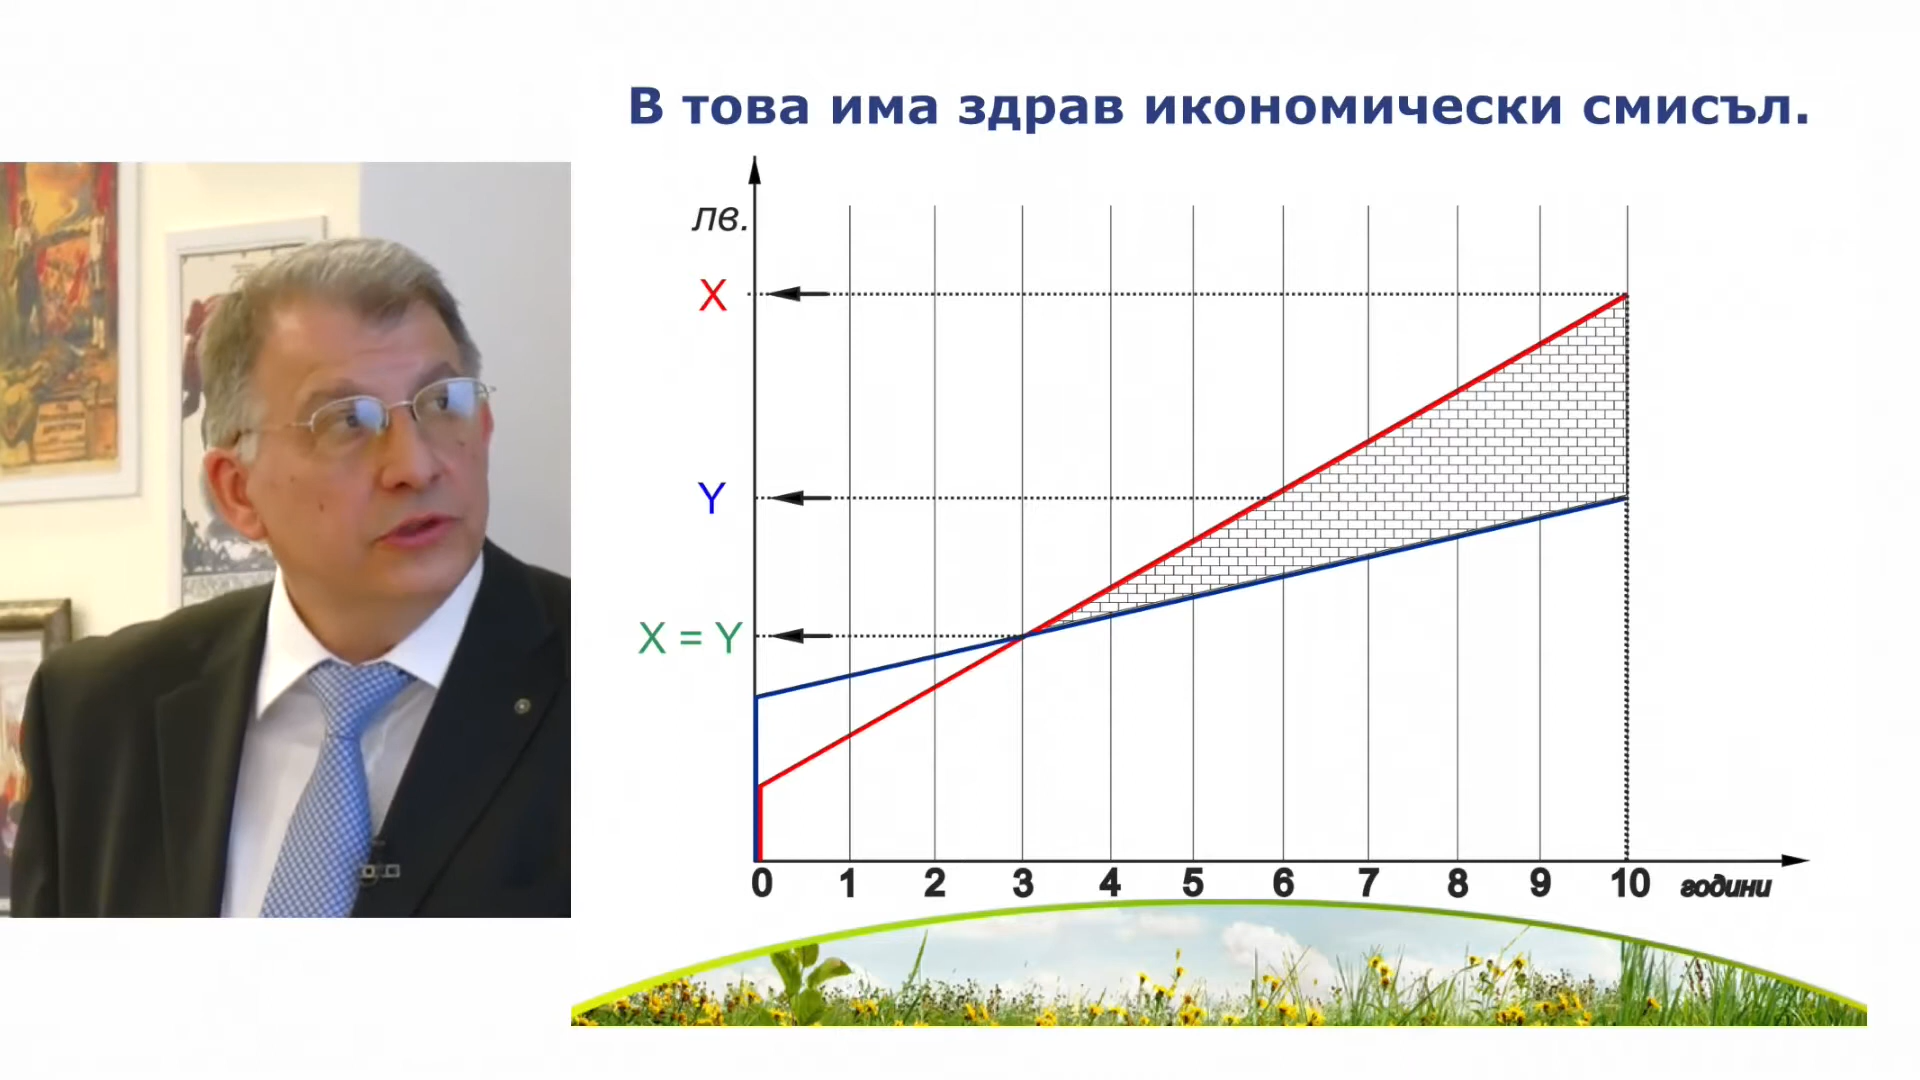 В това има здрав икономически смисъл.
лв.
X
Y
X = Y
0 1 2 3 4 5 6 7 8 9 10 години